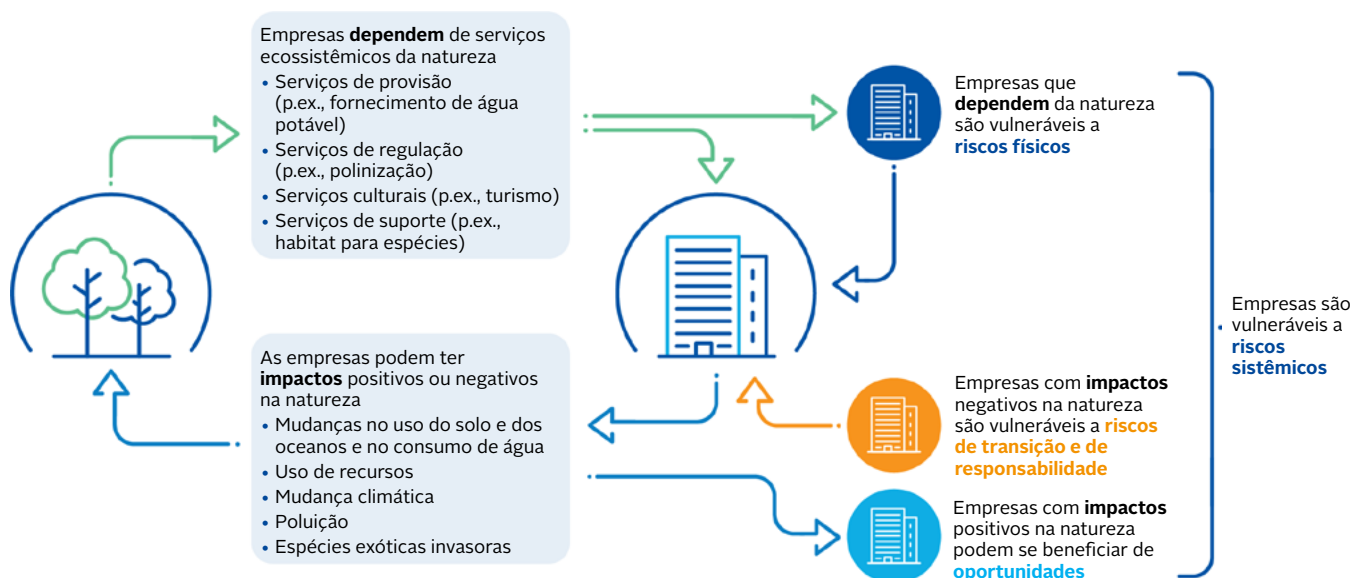 Empresas dependem de serviços
ecossistêmicos da natureza
• Serviços de provisão
(p.ex., fornecimento de água
potável)
• Serviços de regulação
(p.ex., polinização)
• Serviços culturais (p.ex., turismo)
• Serviços de suporte (p.ex.,
habitat para espécies)
Empresas que
dependem da natureza
são vulneráveis a
riscos físicos
As empresas podem ter
impactos positivos ou negativos
na natureza
• Mudanças no uso do solo e dos
oceanos e no consumo de água
• Uso de recursos
• Mudança climática
• Poluição
• Espécies exóticas invasoras
Empresas com impactos
negativos na natureza
são vulneráveis a riscos
de transição e de
responsabilidade
Empresas com impactos
positivos na natureza
podem se beneficiar de
oportunidades
Empresas são
vulneráveis a
riscos
sistêmicos